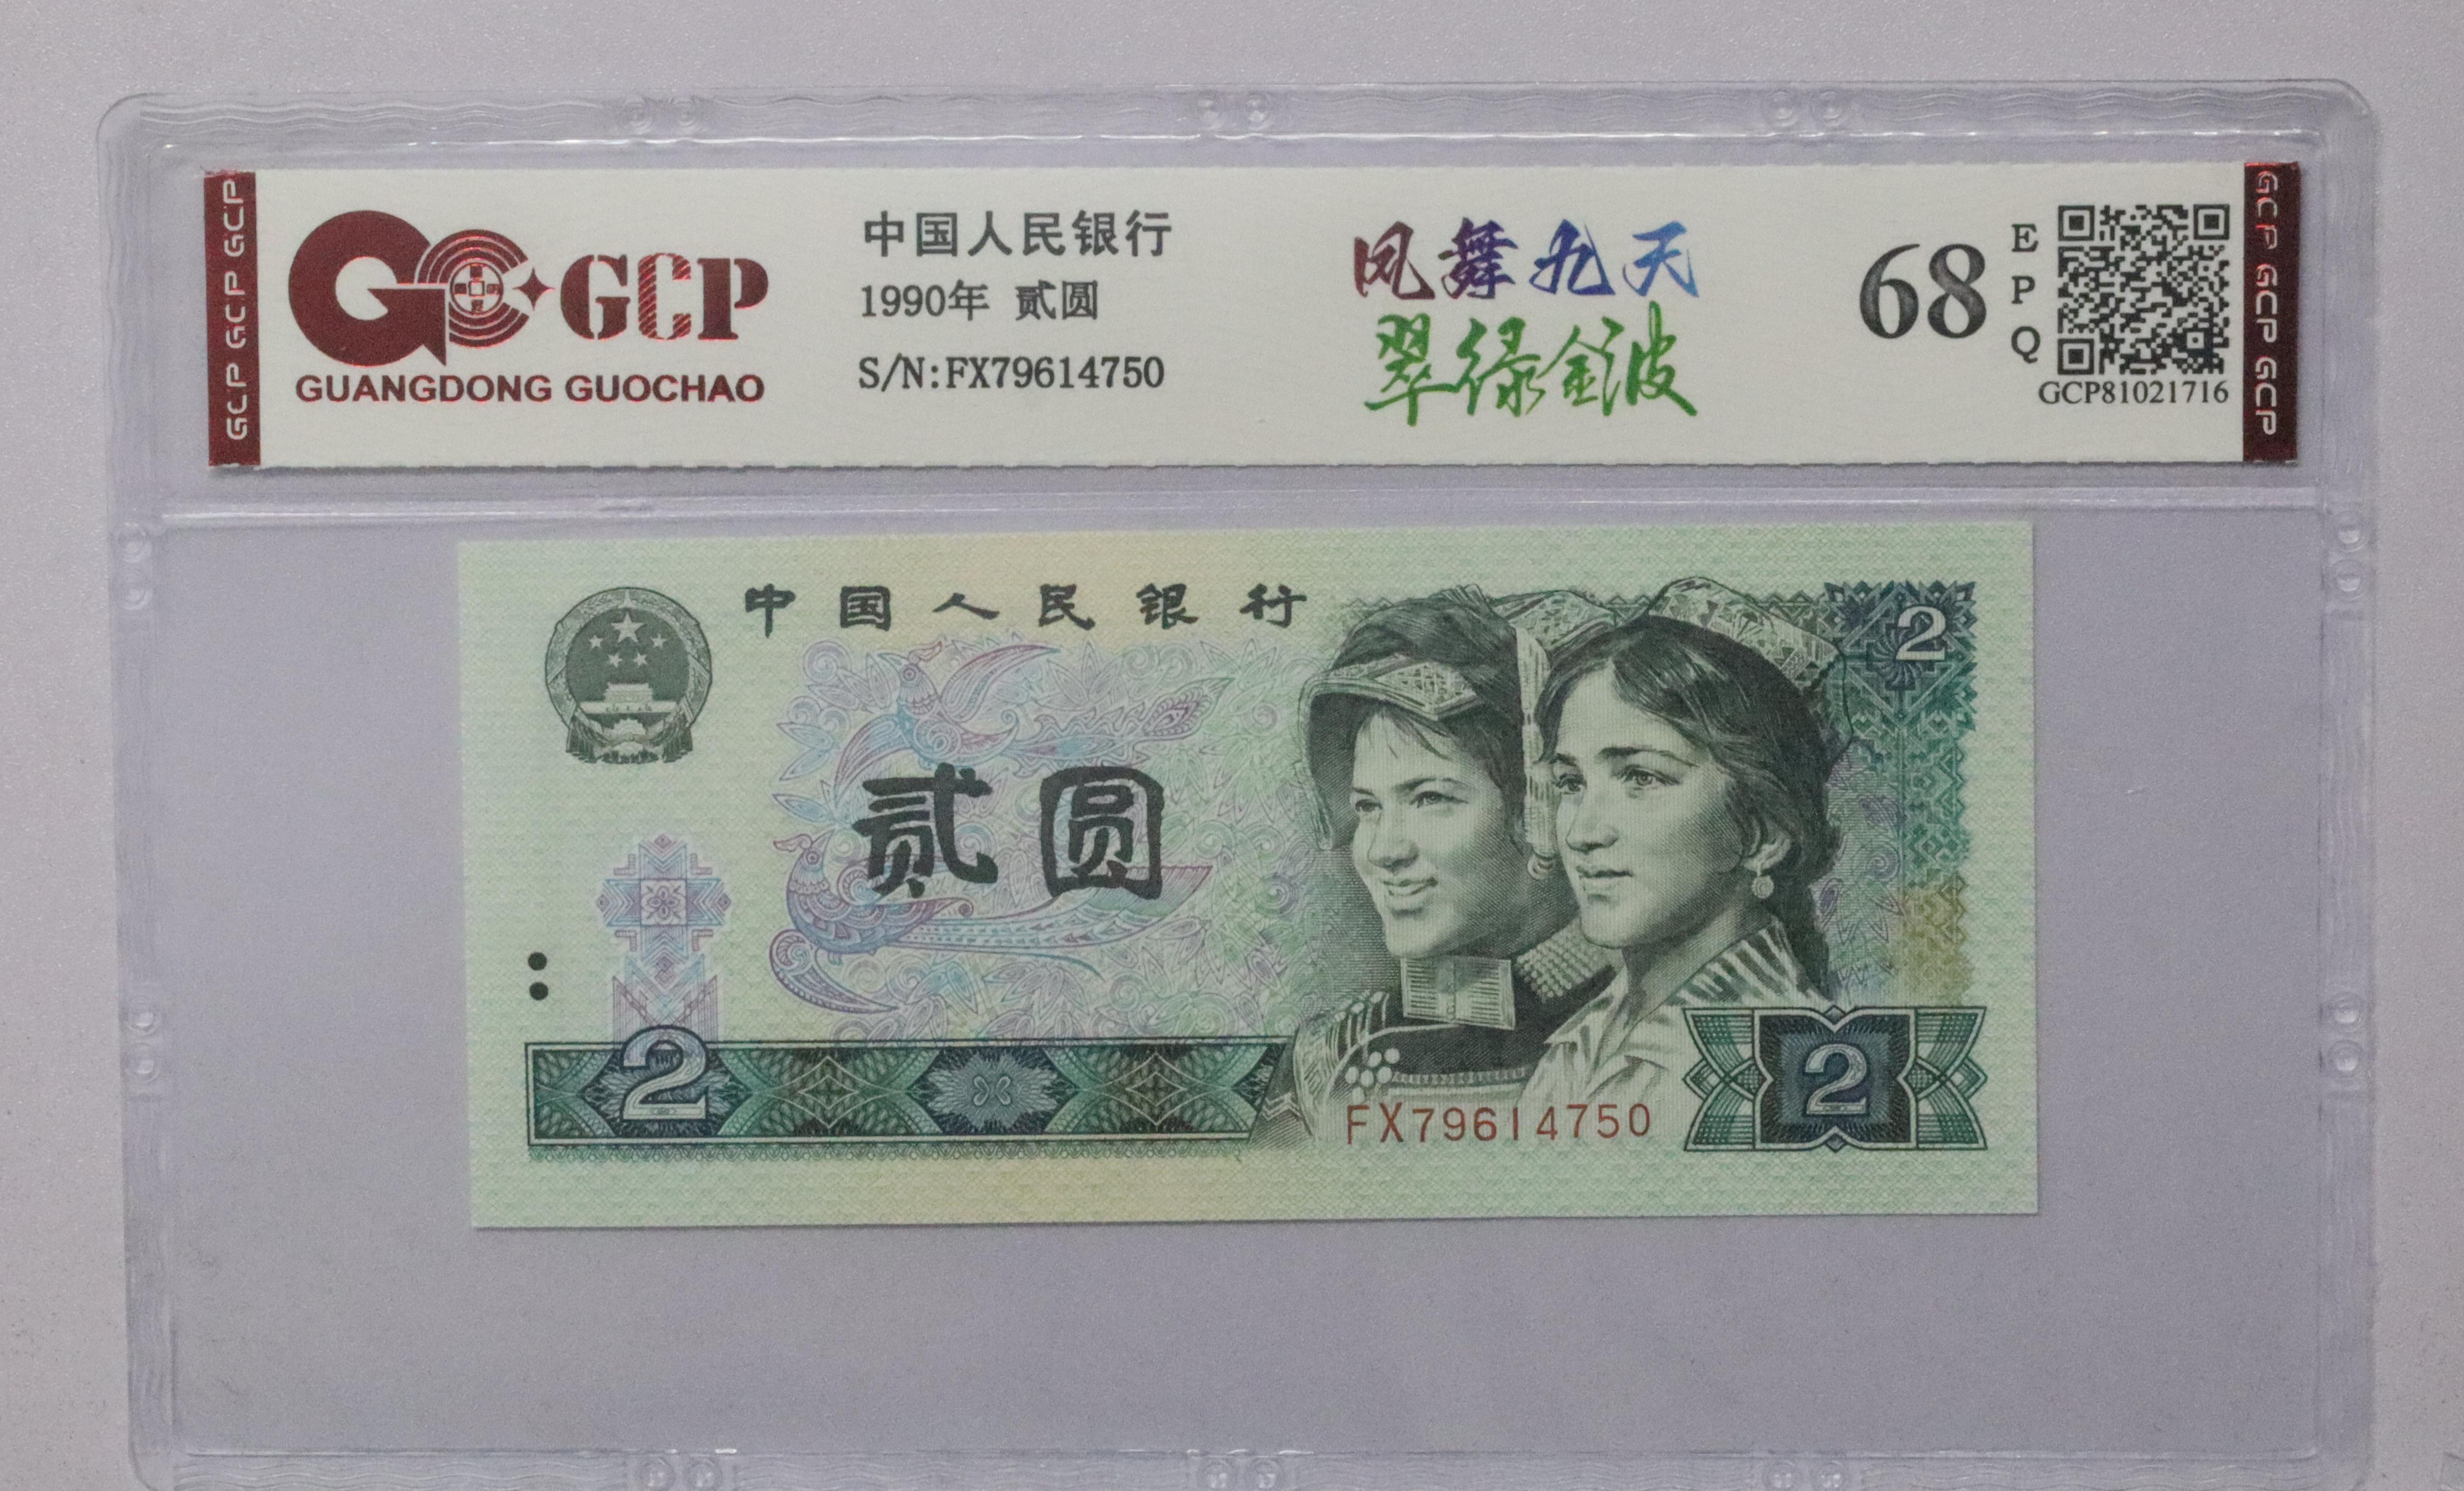 GCP GCP GCP
GCP
GUANGDONG GUOCHAO
中国人民银行
1990年 贰圆
S/N:FX79614750
凤舞九天
翠绿金波
68
E
P
Q
GCP81021716
GCP GCP GCP
中国人民银行
2
贰圆
2
FX79614750
2